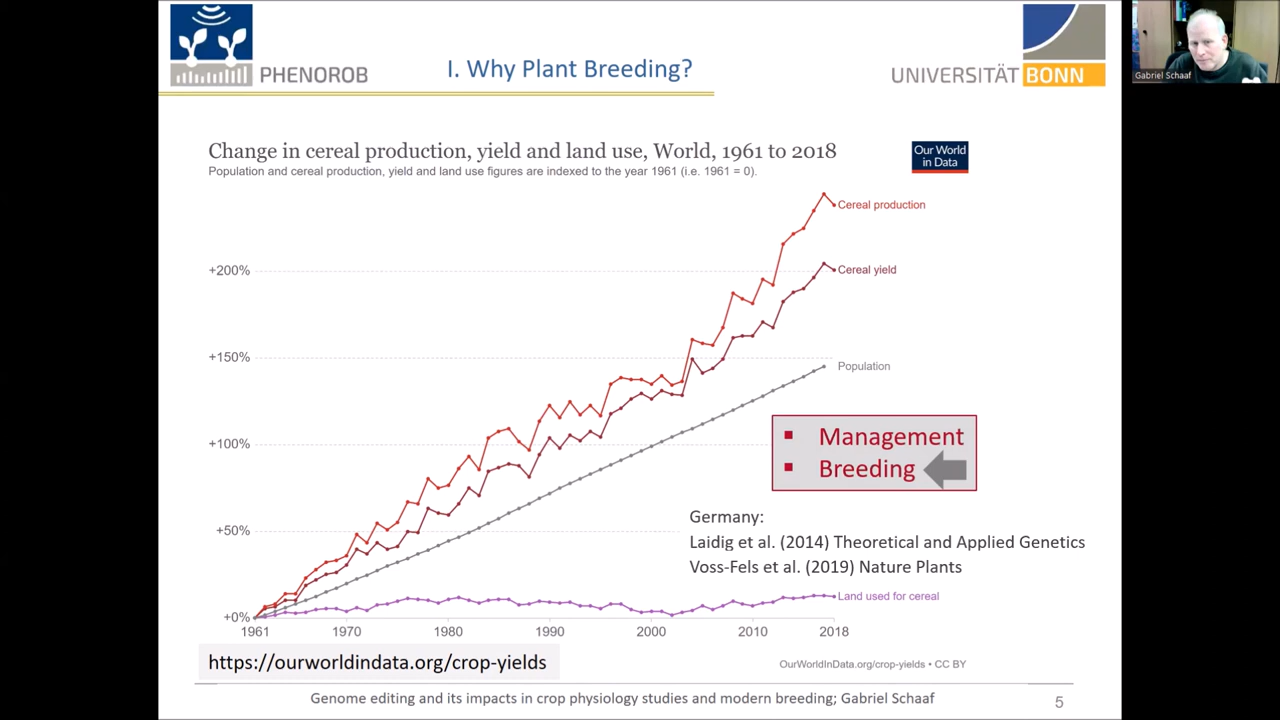 PHENOROB
I. Why Plant Breeding?
UNIVERSITÄT BONN
Gabriel Schaaf
Change in cereal production, yield and land use, World, 1961 to 2018
Population and cereal production, yield and land use figures are indexed to the year 1961 (i.e. 1961 = 0).
Our World
in Data
Cereal production
+200%
Cereal yield
+150%
Population
+100%
Management
Breeding
+50%
Germany:
Laidig et al. (2014) Theoretical and Applied Genetics
Voss-Fels et al. (2019) Nature Plants
Land used for cereal
+0%
1961 1970 1980 1990 2000 2010 2018
https://ourworldindata.org/crop-yields
OurWorldInData.org/crop-yields • CC BY
Genome editing and its impacts in crop physiology studies and modern breeding; Gabriel Schaaf
5